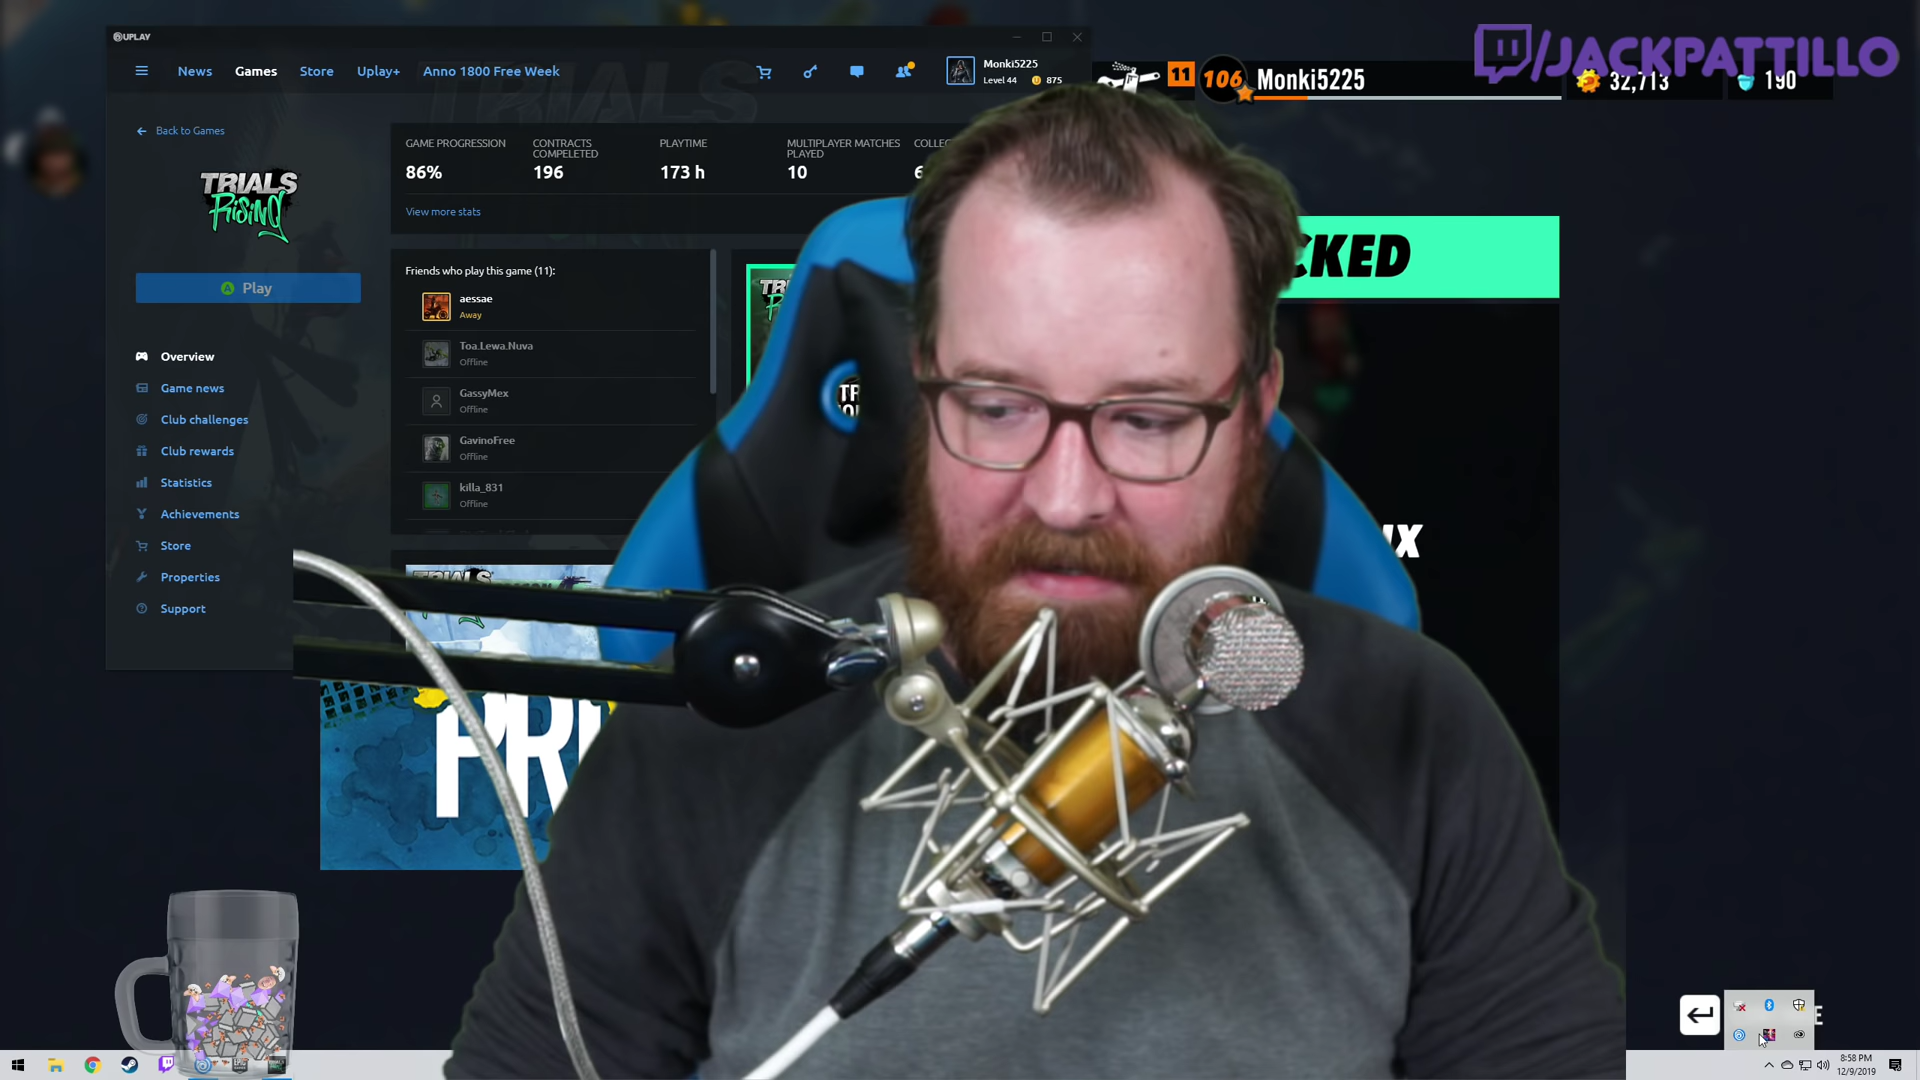 UPLAY
News Games Store Uplay+ Anno 1800 Free Week
Monki5225
Level 44 875
11 106 Monki5225
/JACKPATTILLO
32,713 190
Back to Games
TRIALS
RISING
Play
Overview
Game news
Club challenges
Club rewards
Statistics
Achievements
Store
Properties
Support
GAME PROGRESSION
86%
CONTRACTS
COMPELETED
196
PLAYTIME
173 h
MULTIPLAYER MATCHES
PLAYED
10
View more stats
Friends who play this game (11):
aessae
Away
Toa.Lewa.Nuva
Offline
GassyMex
Offline
GavinoFree
Offline
killa_831
Offline
8:58 PM
12/9/2019